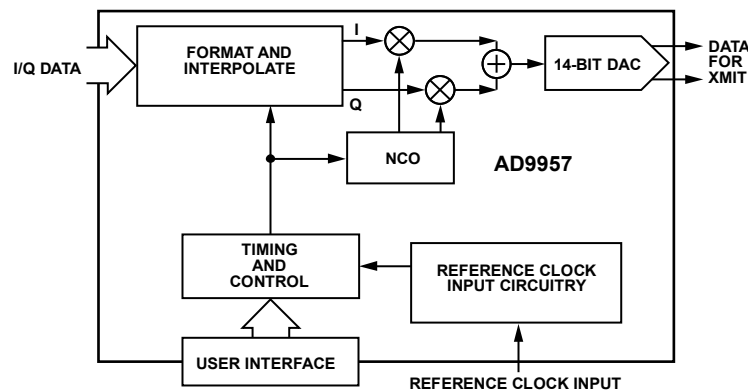 I/Q DATA
FORMAT AND
INTERPOLATE
I
Q
14-BIT DAC
DATA
FOR
XMIT
NCO
AD9957
TIMING
AND
CONTROL
REFERENCE CLOCK
INPUT CIRCUITRY
USER INTERFACE
REFERENCE CLOCK INPUT